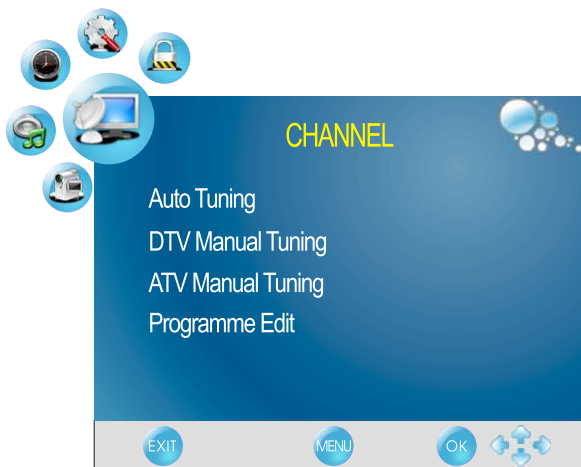 CHANNEL
Auto Tuning
DTV Manual Tuning
ATV Manual Tuning
Programme Edit
EXIT MENU OK